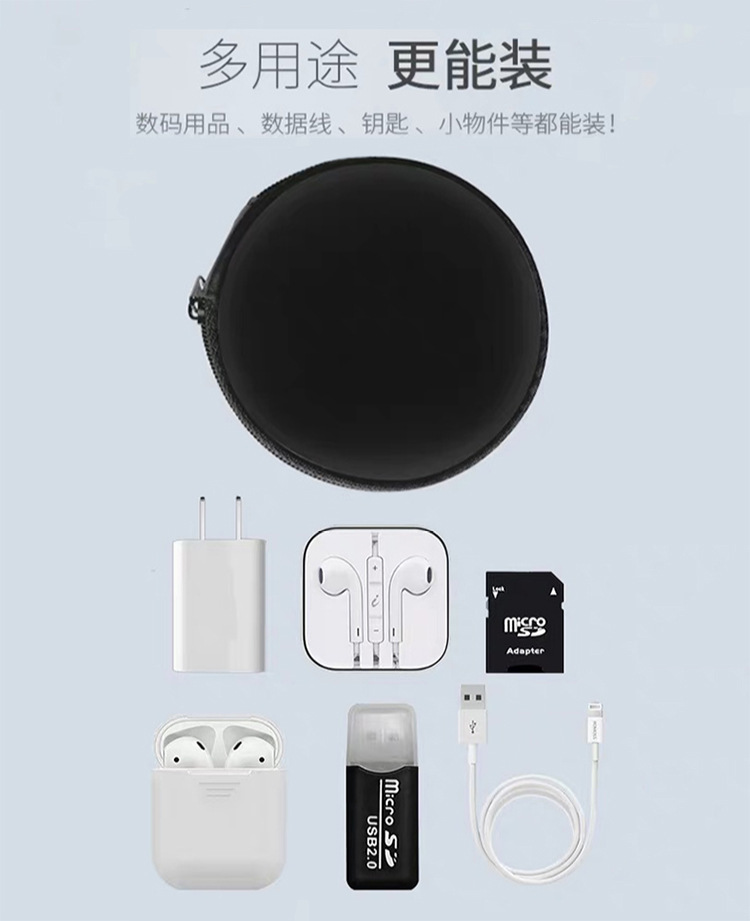 多用途 更能装
数码用品、数据线、钥匙、小物件等都能装！
Lock
Micro
SD
Adapter
Micro SD
USB2.0